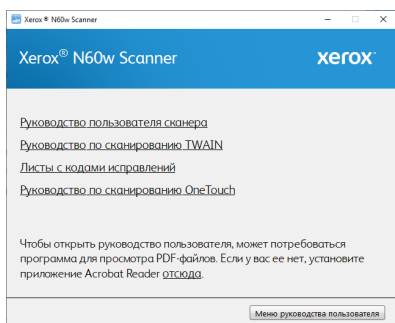 Xerox ® N60w Scanner
Xerox® N60w Scanner
xerox™
Руководство пользователя сканера
Руководство по сканированию TWAIN
Листы с кодами исправлений
Руководство по сканированию OneTouch
Чтобы открыть руководство пользователя, может потребоваться
программа для просмотра PDF-файлов. Если у вас ее нет, установите
приложение Acrobat Reader отсюда.
Меню руководства пользователя